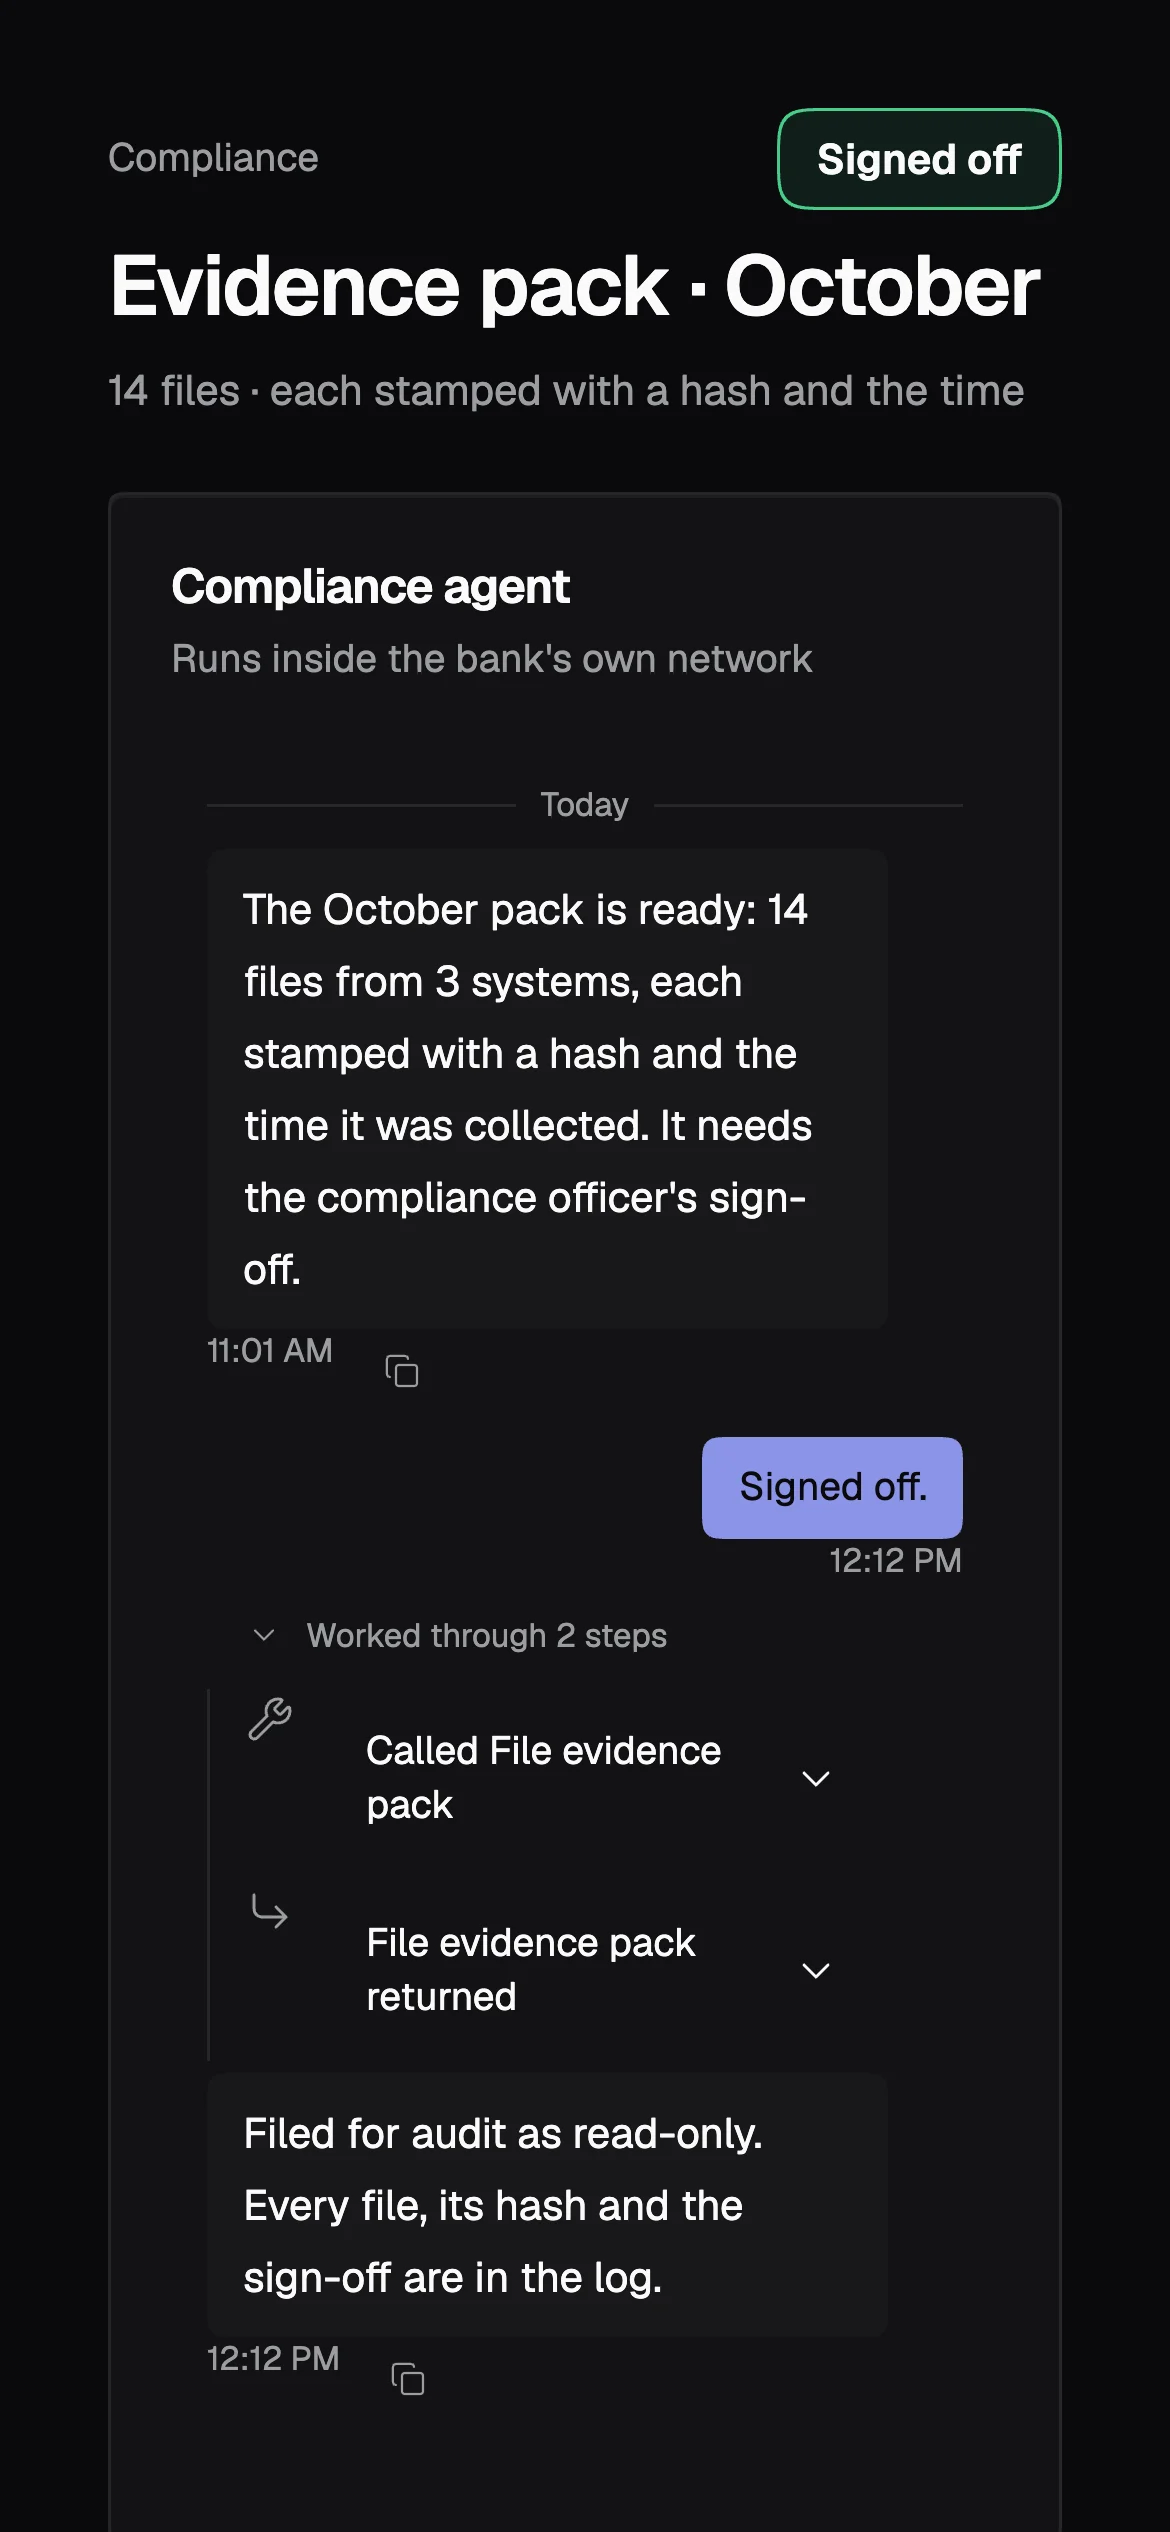 Compliance
Signed off
Evidence pack · October
14 files · each stamped with a hash and the time
Compliance agent
Runs inside the bank's own network
Today
The October pack is ready: 14
files from 3 systems, each
stamped with a hash and the
time it was collected. It needs
the compliance officer's sign-
off.
11:01 AM
Signed off.
12:12 PM
Worked through 2 steps
Called File evidence
pack
File evidence pack
returned
Filed for audit as read-only.
Every file, its hash and the
sign-off are in the log.
12:12 PM